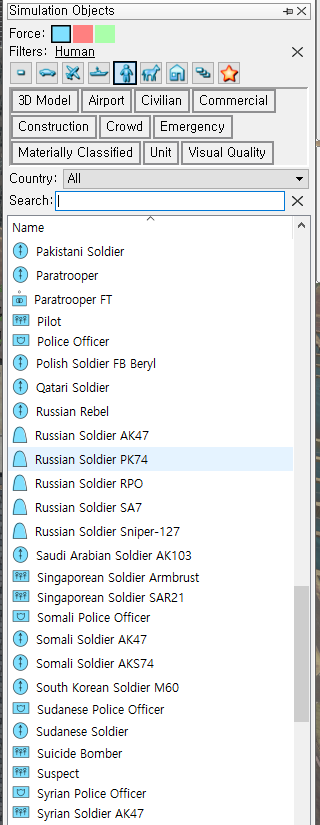 Simulation Objects
Force:
Filters: Human
3D Model Airport Civilian Commercial
Construction Crowd Emergency
Materially Classified Unit Visual Quality
Country: All
Search:
Name
Pakistani Soldier
Paratrooper
Paratrooper FT
Pilot
Police Officer
Polish Soldier FB Beryl
Qatari Soldier
Russian Rebel
Russian Soldier AK47
Russian Soldier PK74
Russian Soldier RPO
Russian Soldier SA7
Russian Soldier Sniper-127
Saudi Arabian Soldier AK103
Singaporean Soldier Armbrust
Singaporean Soldier SAR21
Somali Police Officer
Somali Soldier AK47
Somali Soldier AKS74
South Korean Soldier M60
Sudanese Police Officer
Sudanese Soldier
Suicide Bomber
Suspect
Syrian Police Officer
Syrian Soldier AK47